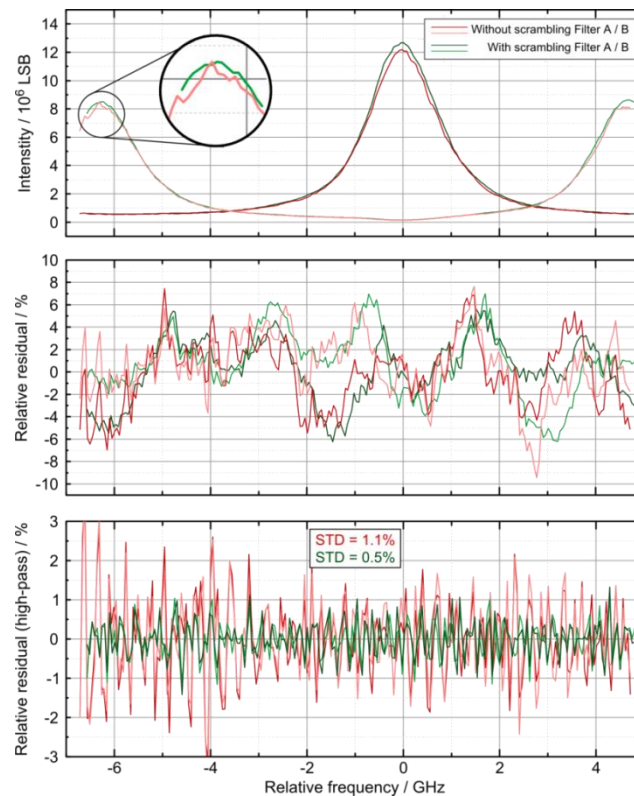 Without scrambling Filter A / B
With scrambling Filter A / B
Intenstity / 10⁶ LSB
14
12
10
8
6
4
2
0
Relative residual / %
10
8
6
4
2
0
-2
-4
-6
-8
-10
Relative residual (high-pass) / %
3
2
1
0
-1
-2
-3
STD = 1.1%
STD = 0.5%
-6 -4 -2 0 2 4
Relative frequency / GHz